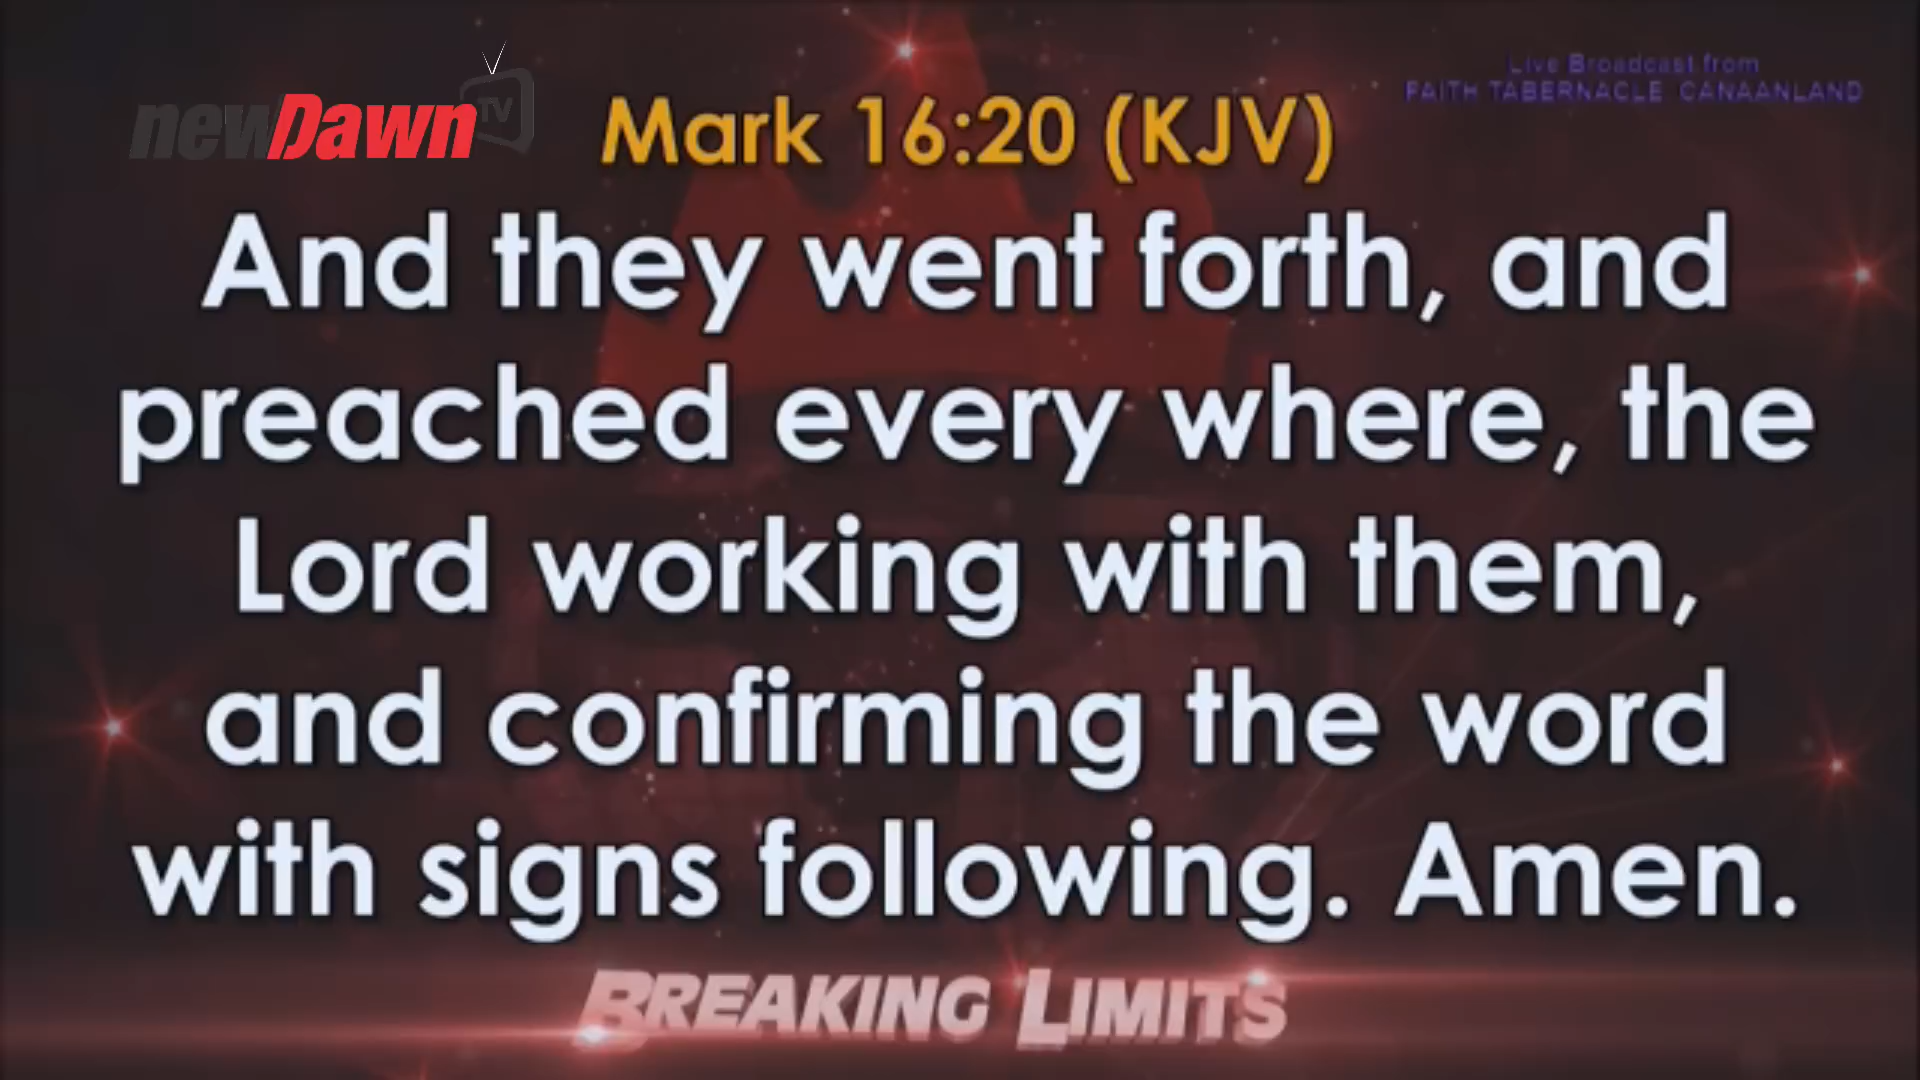 newDawn TV
Live Broadcast from
FAITH TABERNACLE CANAANLAND
Mark 16:20 (KJV)
And they went forth, and
preached every where, the
Lord working with them,
and confirming the word
with signs following. Amen.
BREAKING LIMITS